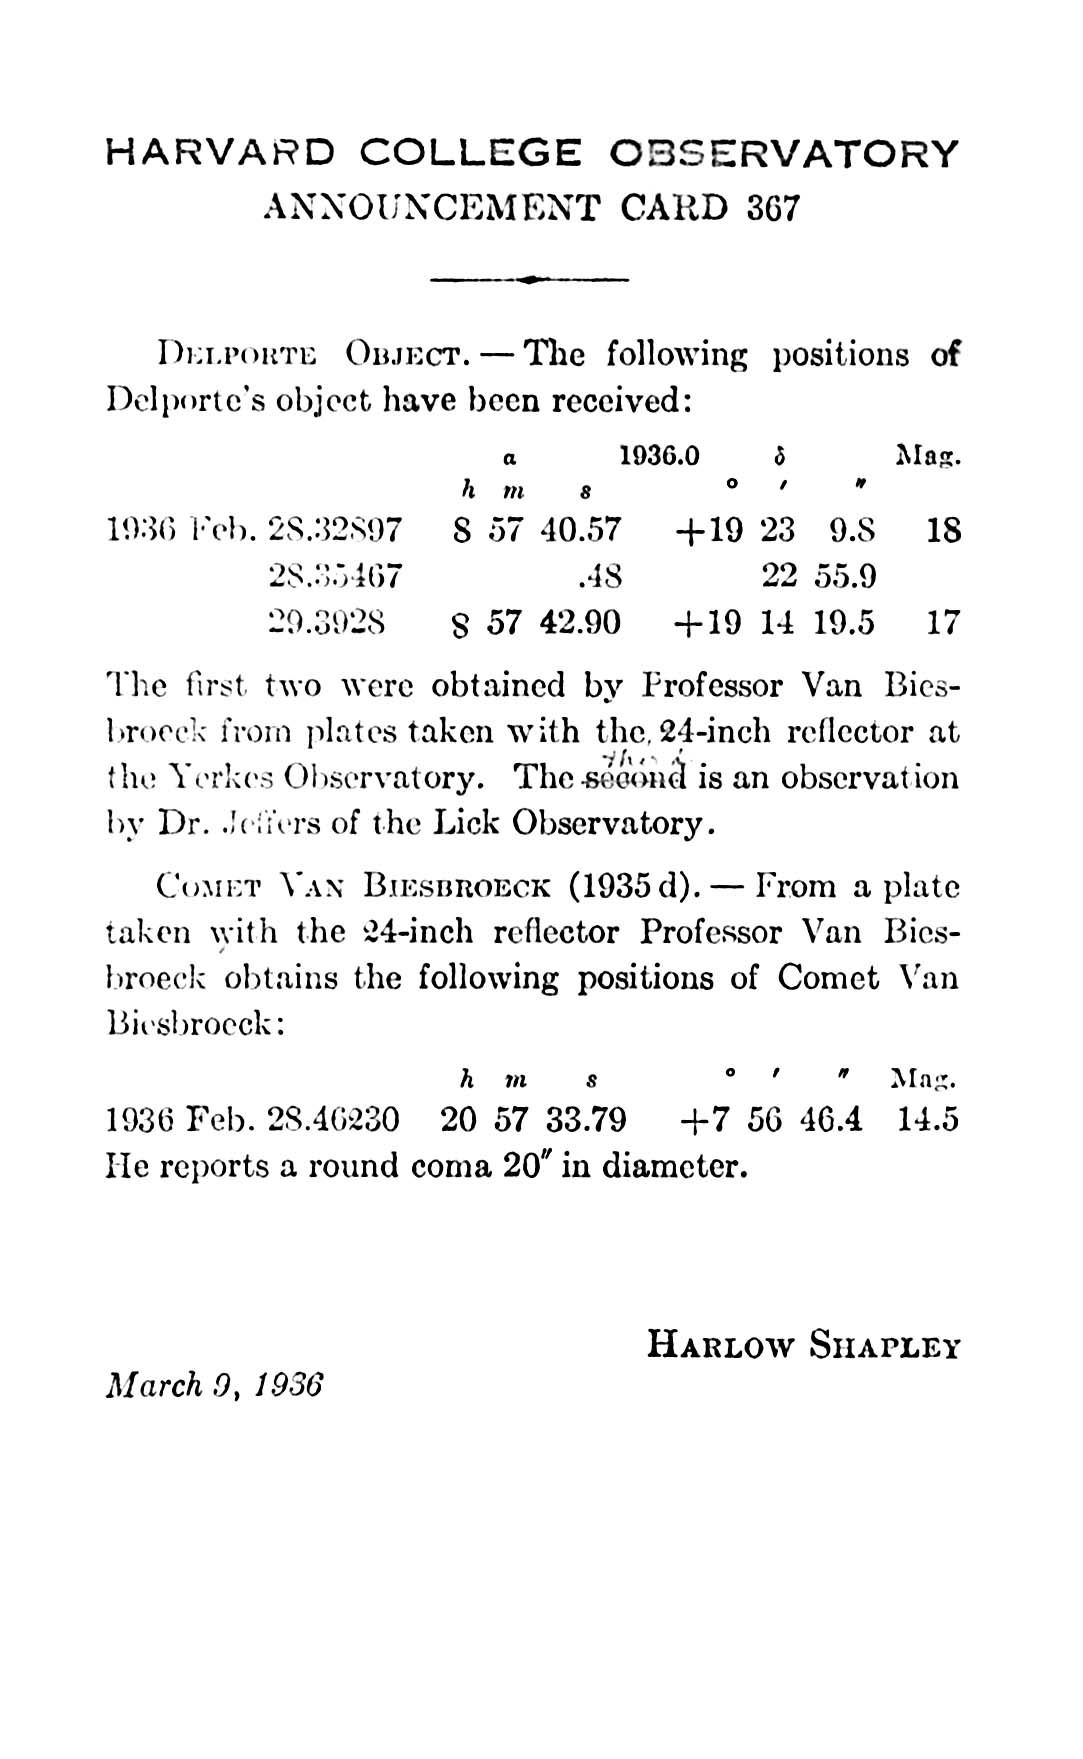 HARVARD COLLEGE OBSERVATORY
ANNOUNCEMENT CARD 367
DELPORTE OBJECT. — The following positions of
Delporte's object have been received:
α 1936.0 δ Mag.
h m s ° ′ ″
1936 Feb. 28.32897 8 57 40.57 +19 23 9.8 18
28.35467 .48 22 55.9
29.3928 8 57 42.90 +19 14 19.5 17
The first two were obtained by Professor Van Bies-
broeck from plates taken with the 24-inch reflector at
third
the Yerkes Observatory. The second is an observation
by Dr. Jeffers of the Lick Observatory.
COMET VAN BIESBROECK (1935 d). — From a plate
taken with the 24-inch reflector Professor Van Bies-
broeck obtains the following positions of Comet Van
Biesbroeck:
h m s ° ′ ″ Mag.
1936 Feb. 28.46230 20 57 33.79 +7 56 46.4 14.5
He reports a round coma 20″ in diameter.
HARLOW SHAPLEY
March 9, 1936